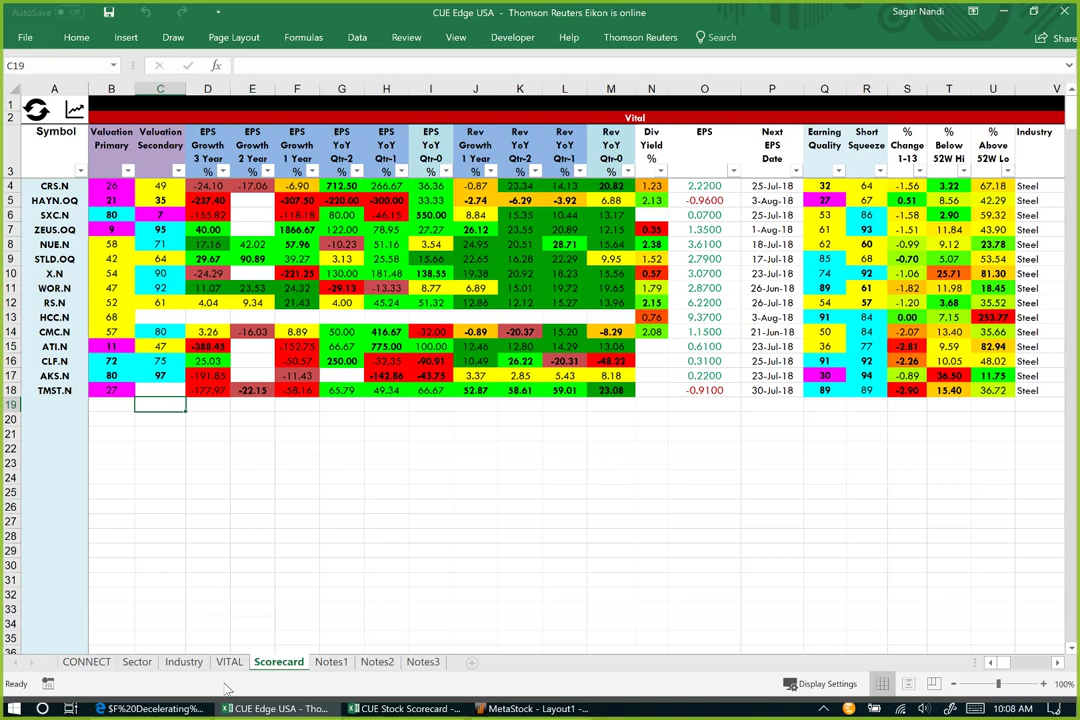 AutoSave Off
CUE Edge USA - Thomson Reuters Eikon is online
Sagar Nandi
File Home Insert Draw Page Layout Formulas Data Review View Developer Help Thomson Reuters Search Share
C19 fx
A B C D E F G H I J K L M N O P Q R S T U V
1
2 Vital
Symbol Valuation Valuation EPS EPS EPS EPS EPS EPS Rev Rev Rev Rev Div EPS Next Earning Short % % % Industry
Primary Secondary Growth Growth Growth YoY YoY YoY Growth YoY YoY YoY Yield EPS Quality Squeeze Change Below Above
3 Year 2 Year 1 Year Qtr-2 Qtr-1 Qtr-0 1 Year Qtr-2 Qtr-1 Qtr-0 % Date 1-13 52W Hi 52W Lo
3 % % % % % % % % % %
4 CRS.N 26 49 -24.10 -17.06 -6.90 712.50 266.67 36.36 -0.87 23.34 14.13 20.82 1.23 2.2200 25-Jul-18 32 64 -1.56 3.22 67.18 Steel
5 HAYN.OQ 21 35 -237.40 -307.50 -220.00 -300.00 33.33 -2.74 -6.29 -3.92 6.88 2.13 -0.9600 3-Aug-18 27 67 0.51 8.56 42.29 Steel
6 SXC.N 80 7 -155.82 -118.18 80.00 -46.15 550.00 8.84 15.35 10.44 13.17 0.0700 25-Jul-18 53 86 -1.58 2.90 59.32 Steel
7 ZEUS.OQ 9 95 40.00 1866.67 122.00 78.95 27.27 26.12 23.55 20.89 12.15 0.35 1.3500 1-Aug-18 61 93 -1.51 11.84 43.90 Steel
8 NUE.N 58 71 17.16 42.02 57.96 -10.23 51.16 3.54 24.95 20.51 28.71 15.64 2.38 3.6100 18-Jul-18 62 60 -0.99 9.12 23.78 Steel
9 STLD.OQ 42 64 29.67 90.89 39.27 3.13 25.58 15.66 22.65 16.28 22.29 9.95 1.52 2.7900 17-Jul-18 85 68 -0.70 5.07 53.54 Steel
10 X.N 54 90 -24.29 -221.25 130.00 181.48 138.55 19.38 20.92 18.23 15.56 0.57 3.0700 23-Jul-18 74 92 -1.06 25.71 81.30 Steel
11 WOR.N 47 92 11.07 23.53 24.32 -29.13 -13.33 8.77 6.89 15.01 19.72 19.65 1.79 2.8700 26-Jun-18 89 61 -1.82 11.98 18.45 Steel
12 RS.N 52 61 4.04 9.34 21.43 4.00 45.24 51.32 12.86 12.12 15.27 13.96 2.15 6.2200 26-Jul-18 54 57 -1.20 3.68 35.52 Steel
13 HCC.N 68 0.76 9.3700 3-Aug-18 91 84 0.00 7.15 253.77 Steel
14 CMC.N 57 80 3.26 -16.03 8.89 50.00 416.67 -32.00 -0.89 -20.37 15.20 -8.29 2.08 1.1500 21-Jun-18 50 84 -2.07 13.40 35.66 Steel
15 ATI.N 11 47 -388.45 -152.75 66.67 775.00 100.00 12.46 12.80 14.29 13.06 0.6100 23-Jul-18 36 77 -2.81 9.59 82.94 Steel
16 CLF.N 72 75 25.03 -50.57 250.00 -32.35 -90.91 10.49 26.22 -20.31 -48.22 0.3100 25-Jul-18 91 92 -2.26 10.05 48.02 Steel
17 AKS.N 80 97 -191.85 -11.43 -142.86 -43.75 3.37 2.85 5.43 8.18 0.2200 23-Jul-18 30 94 -0.89 36.50 11.75 Steel
18 TMST.N 27 -177.97 -22.15 -58.16 65.79 49.34 66.67 52.87 58.61 59.01 23.08 -0.9100 30-Jul-18 89 89 -2.90 15.40 36.72 Steel
19
20
21
22
23
24
25
26
27
28
29
30
31
32
33
34
35
36
CONNECT Sector Industry VITAL Scorecard Notes1 Notes2 Notes3
Ready Display Settings 100%
$F%20Decelerating%... CUE Edge USA - Tho... CUE Stock Scorecard -... MetaStock - Layout1 -... 10:08 AM